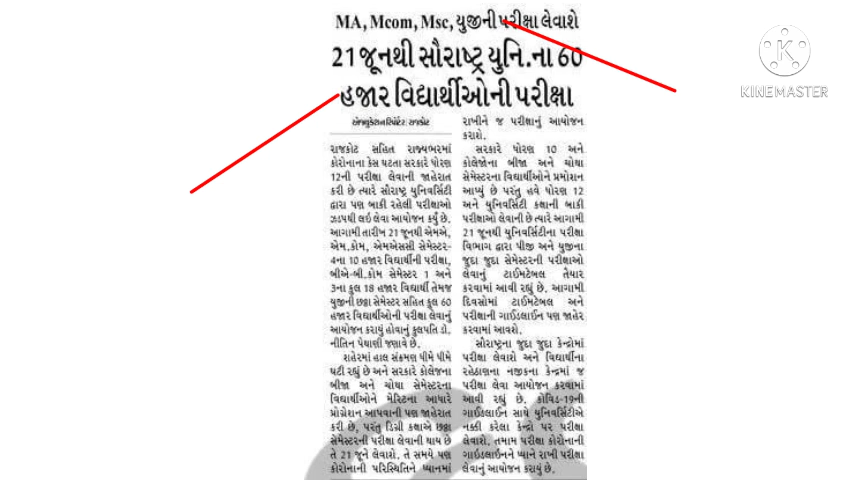 MA, Mcom, Msc, યુજીની પરીક્ષા લેવાશે
21 જૂનથી સૌરાષ્ટ્ર યુનિ.ના 60
હજાર વિદ્યાર્થીઓની પરીક્ષા
એજ્યુકેશન રિપોર્ટર. રાજકોટ
રાજકોટ સહિત રાજ્યભરમાં
કોરોનાના કેસ ઘટતા સરકારે ધોરણ
12ની પરીક્ષા લેવાની જાહેરાત
કરી છે ત્યારે સૌરાષ્ટ્ર યુનિવર્સિટી
દ્વારા પણ બાકી રહેલી પરીક્ષાઓ
ઝડપથી લઇ લેવા આયોજન કર્યું છે.
આગામી તારીખ 21 જૂનથી એમએ,
એમ.કોમ, એમએસસી સેમેસ્ટર-
4ના 10 હજાર વિદ્યાર્થીની પરીક્ષા,
બીએ-બી.કોમ સેમેસ્ટર 1 અને
3ના કુલ 18 હજાર વિદ્યાર્થી તેમજ
યુજીની છઠ્ઠા સેમેસ્ટર સહિત કુલ 60
હજાર વિદ્યાર્થીઓની પરીક્ષા લેવાનું
આયોજન કરાયું હોવાનું કુલપતિ ડો.
નીતિન પેથાણી જણાવે છે.
શહેરમાં હાલ સંક્રમણ ધીમે ધીમે
ઘટી રહ્યું છે અને સરકારે કોલેજના
બીજા અને ચોથા સેમેસ્ટરના
વિદ્યાર્થીઓને મેરિટના આધારે
પ્રોગ્રેશન આપવાની પણ જાહેરાત
કરી છે, પરંતુ ડિગ્રી કક્ષાએ છઠ્ઠા
સેમેસ્ટરની પરીક્ષા લેવાની થાય છે
તે 21 જૂને લેવાશે. તે સમયે પણ
કોરોનાની પરિસ્થિતિને ધ્યાનમાં
રાખીને જ પરીક્ષાનું આયોજન
કરાશે.
સરકારે ધોરણ 10 અને
કોલેજોના બીજા અને ચોથા
સેમેસ્ટરના વિદ્યાર્થીઓને પ્રમોશન
આપ્યું છે પરંતુ હવે ધોરણ 12
અને યુનિવર્સિટી કક્ષાની બાકી
પરીક્ષાઓ લેવાની છે ત્યારે આગામી
21 જૂનથી યુનિવર્સિટીના પરીક્ષા
વિભાગ દ્વારા પીજી અને યુજીના
જુદા જુદા સેમેસ્ટરની પરીક્ષાઓ
લેવાનું ટાઈમટેબલ તૈયાર
કરવામાં આવી રહ્યું છે. આગામી
દિવસોમાં ટાઈમટેબલ અને
પરીક્ષાની ગાઈડલાઈન પણ જાહેર
કરવામાં આવશે.
સૌરાષ્ટ્રના જુદા જુદા કેન્દ્રોમાં
પરીક્ષા લેવાશે અને વિદ્યાર્થીના
રહેઠાણના નજીકના કેન્દ્રમાં જ
પરીક્ષા લેવા આયોજન કરવામાં
આવી રહ્યું છે. કોવિડ-19ની
ગાઈડલાઈન સાથે યુનિવર્સિટીએ
નક્કી કરેલા કેન્દ્રો પર પરીક્ષા
લેવાશે. તમામ પરીક્ષા કોરોનાની
ગાઇડલાઇનને ધ્યાને રાખી પરીક્ષા
લેવાનું આયોજન કરાયું છે.
KINEMASTER